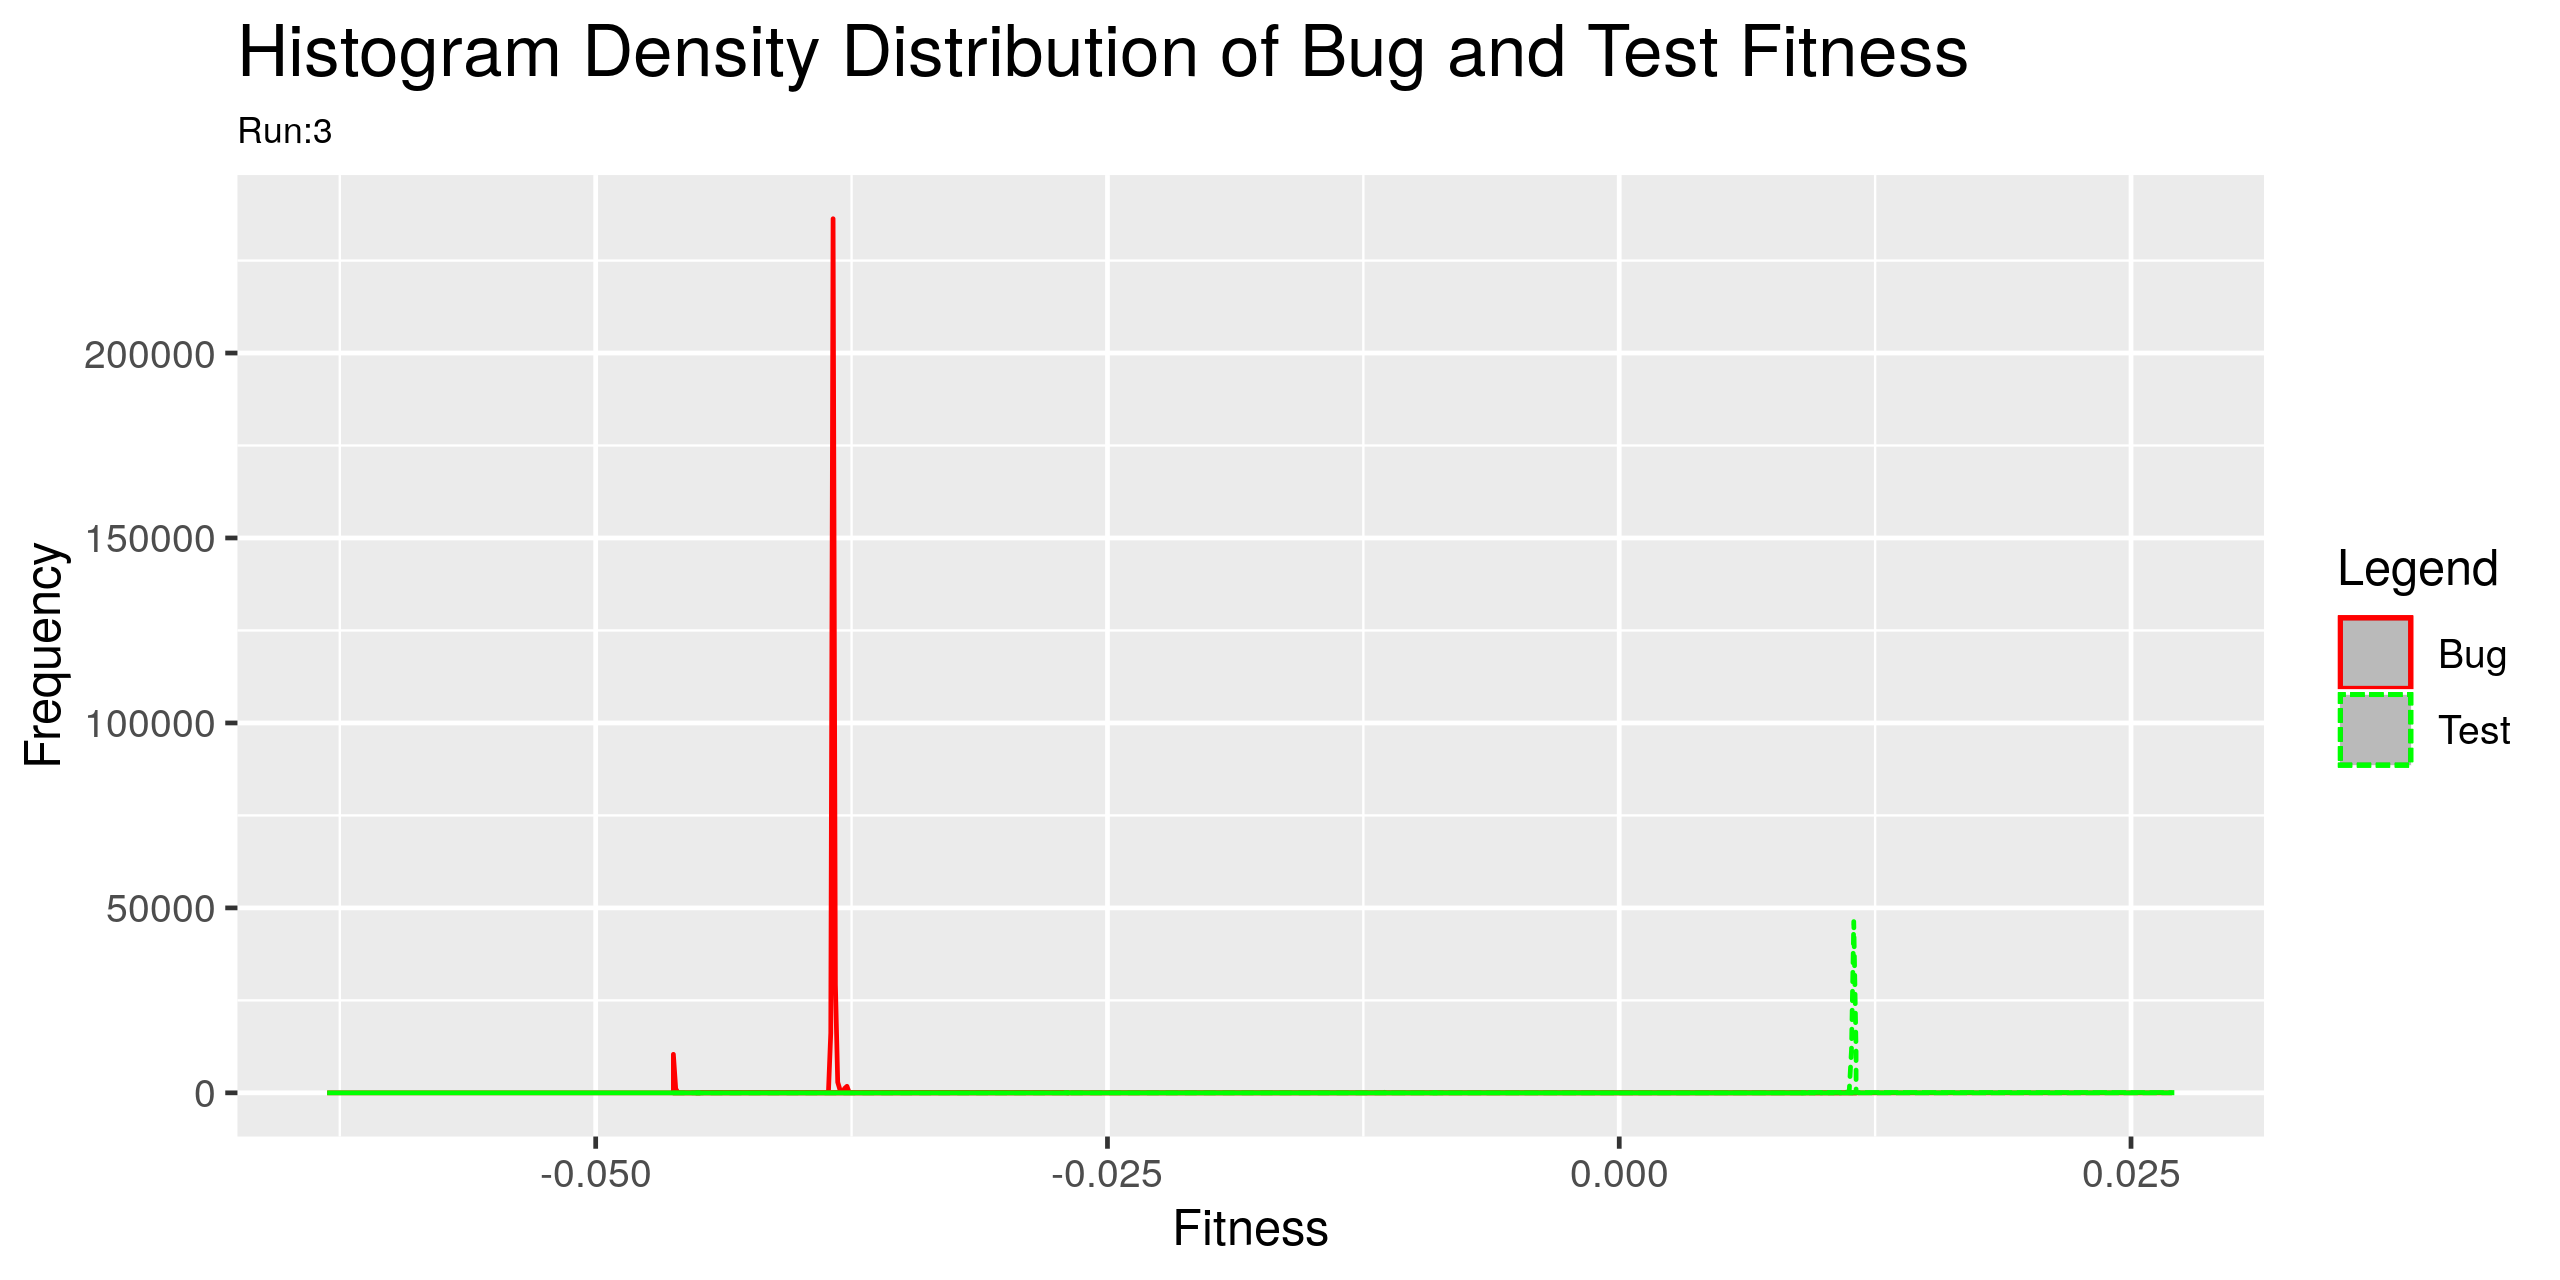 Histogram Density Distribution of Bug and Test Fitness
Run:3
Frequency
200000
150000
100000
50000
0
-0.050
-0.025
0.000
0.025
Fitness
Legend
Bug
Test